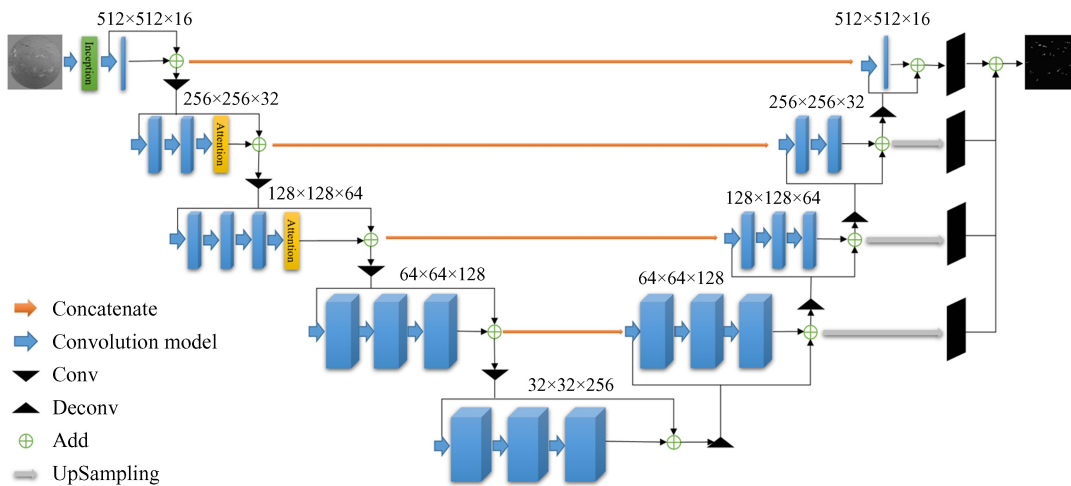 512×512×16
512×512×16
Inception
256×256×32
256×256×32
Attention
128×128×64
128×128×64
Attention
64×64×128
64×64×128
32×32×256
Concatenate
Convolution model
Conv
Deconv
Add
UpSampling